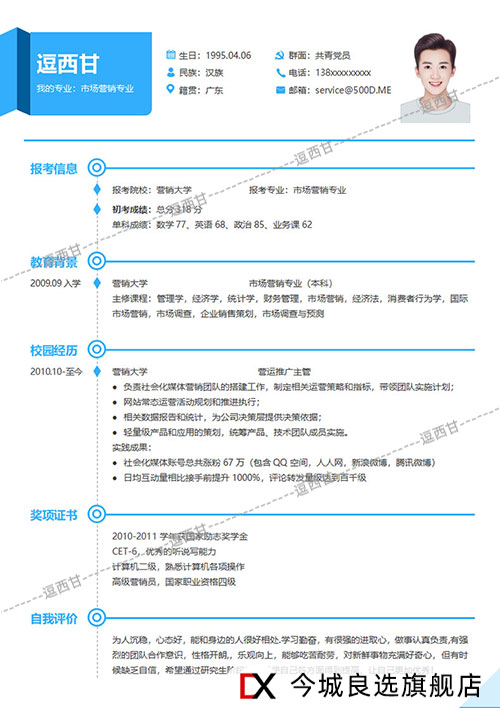 逗西甘
我的专业：市场营销专业
生日：1995.04.06
群面：共青党员
民族：汉族
电话：138xxxxxxxxx
籍贯：广东
邮箱：service@500D.ME
报考信息
报考院校：营销大学 报考专业：市场营销专业
初考成绩：总分 318 分
单科成绩：数学 77、英语 68、政治 85、业务课 62
教育背景
2009.09 入学 营销大学 市场营销专业（本科）
主修课程：管理学，经济学，统计学，财务管理，市场营销，经济法，消费者行为学，国际
市场营销，市场调查，企业销售策划，市场调查与预测
校园经历
2010.10-至今 营销大学 营运推广主管
● 负责社会化媒体营销团队的搭建工作，制定相关运营策略和指标，带领团队实施计划；
● 网站常态运营活动规划和推进执行；
● 相关数据报告和统计，为公司决策层提供决策依据；
● 轻量级产品和应用的策划，统筹产品、技术团队成员实施。
实践成果：
● 社会化媒体账号总共涨粉 67 万（包含 QQ 空间，人人网，新浪微博，腾讯微博）
● 日均互动量相比接手前提升 1000%，评论转发量级达到百千级
奖项证书
2010-2011 学年获国家励志奖学金
CET-6，优秀的听说写能力
计算机二级，熟悉计算机各项操作
高级营销员，国家职业资格四级
自我评价
为人沉稳，心态好，能和身边的人很好相处.学习勤奋，有很强的进取心，做事认真负责,有强
烈的团队合作意识，性格开朗,，乐观向上，能够吃苦耐劳，对新鲜事物充满好奇心，但有时
候缺乏自信，希望通过研究生阶
逗西甘
逗西甘
逗西甘
逗西甘
DX 今城良选旗舰店